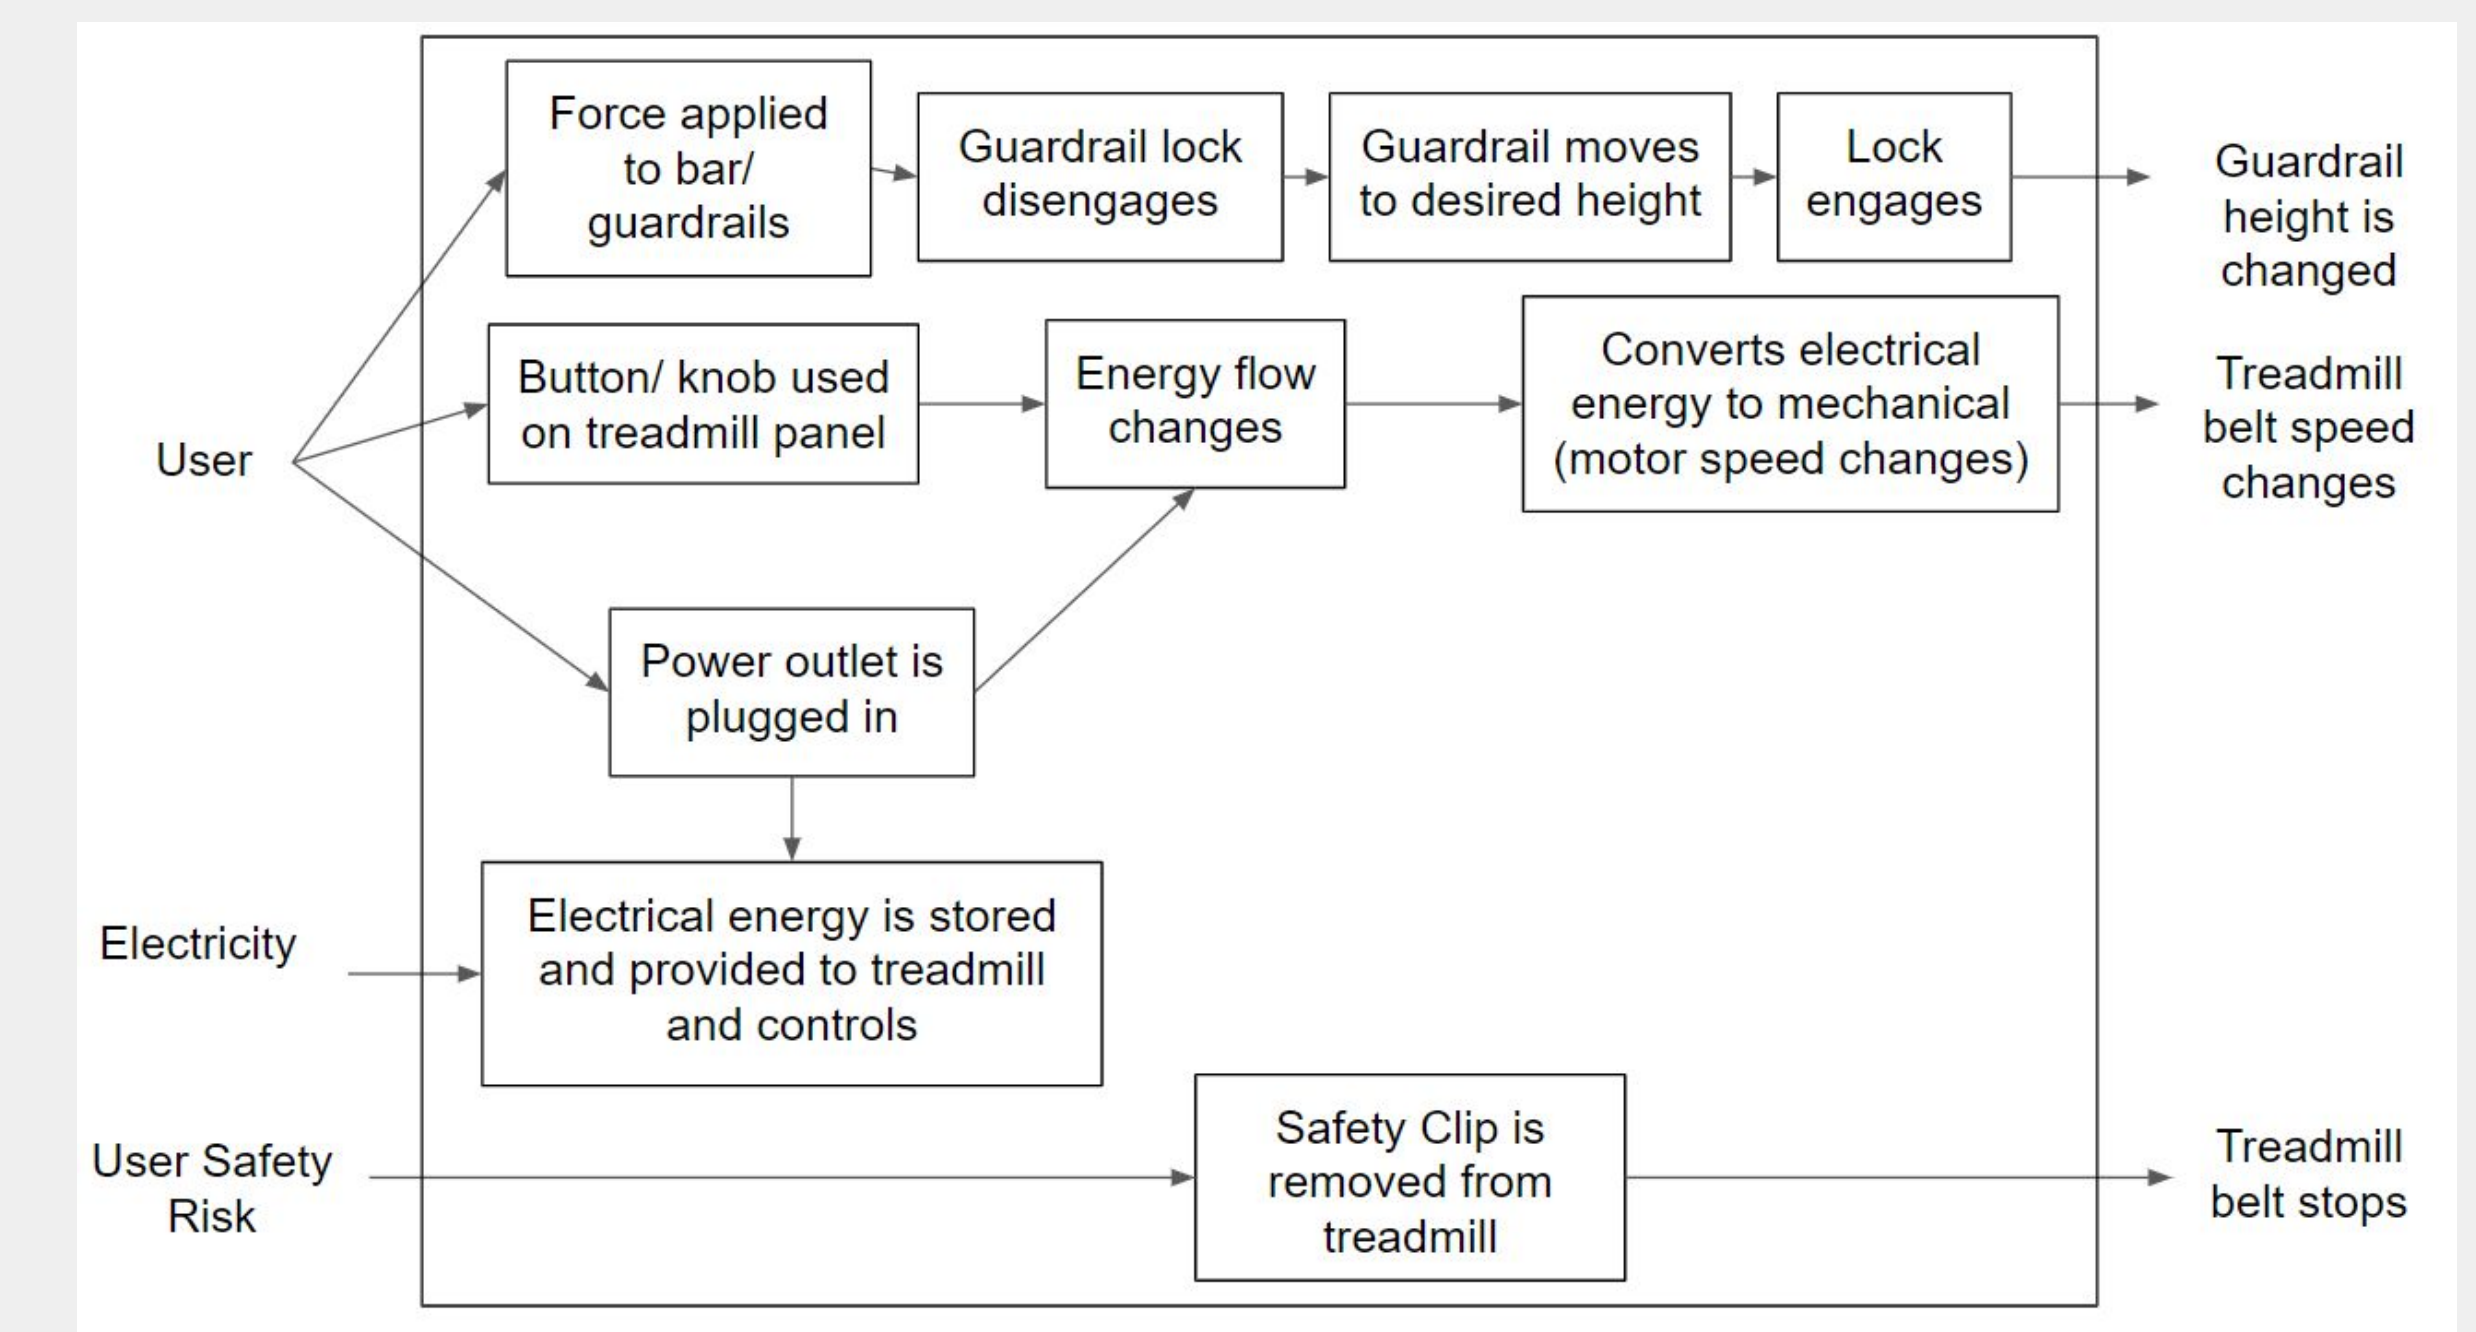 Force applied
to bar/
guardrails
Guardrail lock
disengages
Guardrail moves
to desired height
Lock
engages
Guardrail
height is
changed
User
Button/ knob used
on treadmill panel
Energy flow
changes
Converts electrical
energy to mechanical
(motor speed changes)
Treadmill
belt speed
changes
Power outlet is
plugged in
Electricity
Electrical energy is stored
and provided to treadmill
and controls
User Safety
Risk
Safety Clip is
removed from
treadmill
Treadmill
belt stops